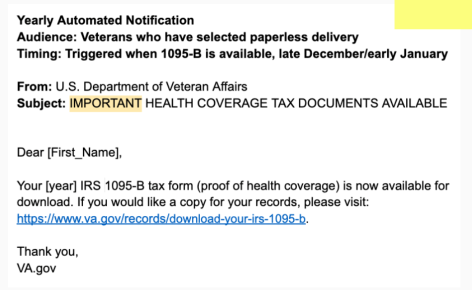 Yearly Automated Notification
Audience: Veterans who have selected paperless delivery
Timing: Triggered when 1095-B is available, late December/early January
From: U.S. Department of Veteran Affairs
Subject: IMPORTANT HEALTH COVERAGE TAX DOCUMENTS AVAILABLE
Dear [First_Name],
Your [year] IRS 1095-B tax form (proof of health coverage) is now available for
download. If you would like a copy for your records, please visit:
https://www.va.gov/records/download-your-irs-1095-b.
Thank you,
VA.gov